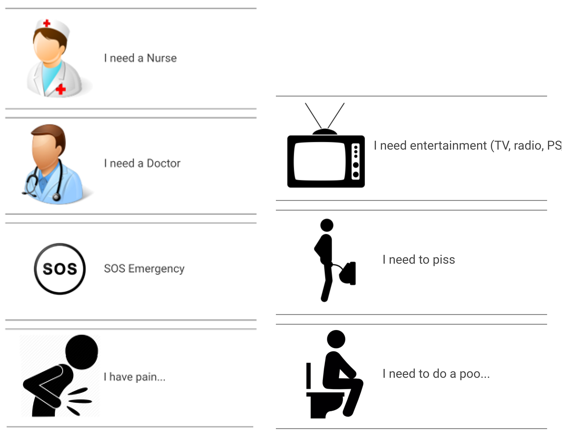 I need a Nurse
I need a Doctor
SOS
SOS Emergency
I have pain...
I need entertainment (TV, radio, PS
I need to piss
I need to do a poo...